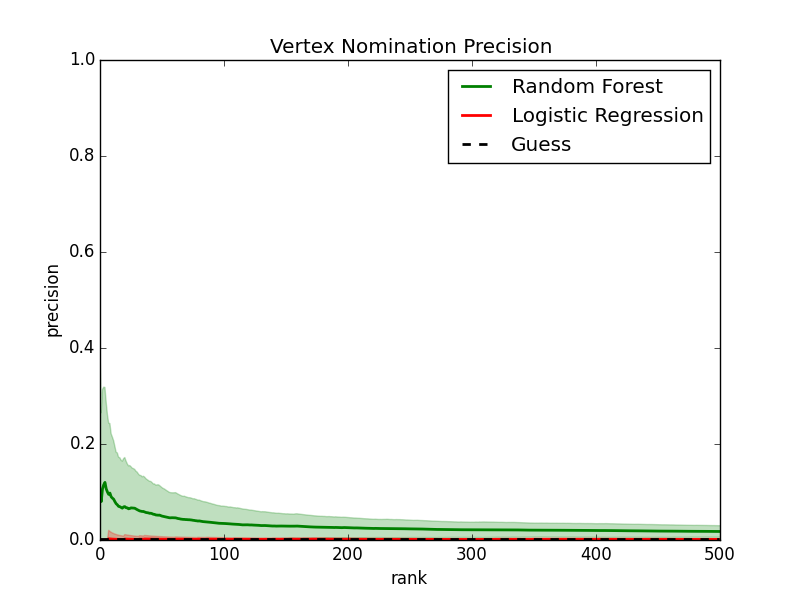 Vertex Nomination Precision
1.0
0.8
0.6
0.4
0.2
0.0
precision
Random Forest
Logistic Regression
Guess
0 100 200 300 400 500
rank